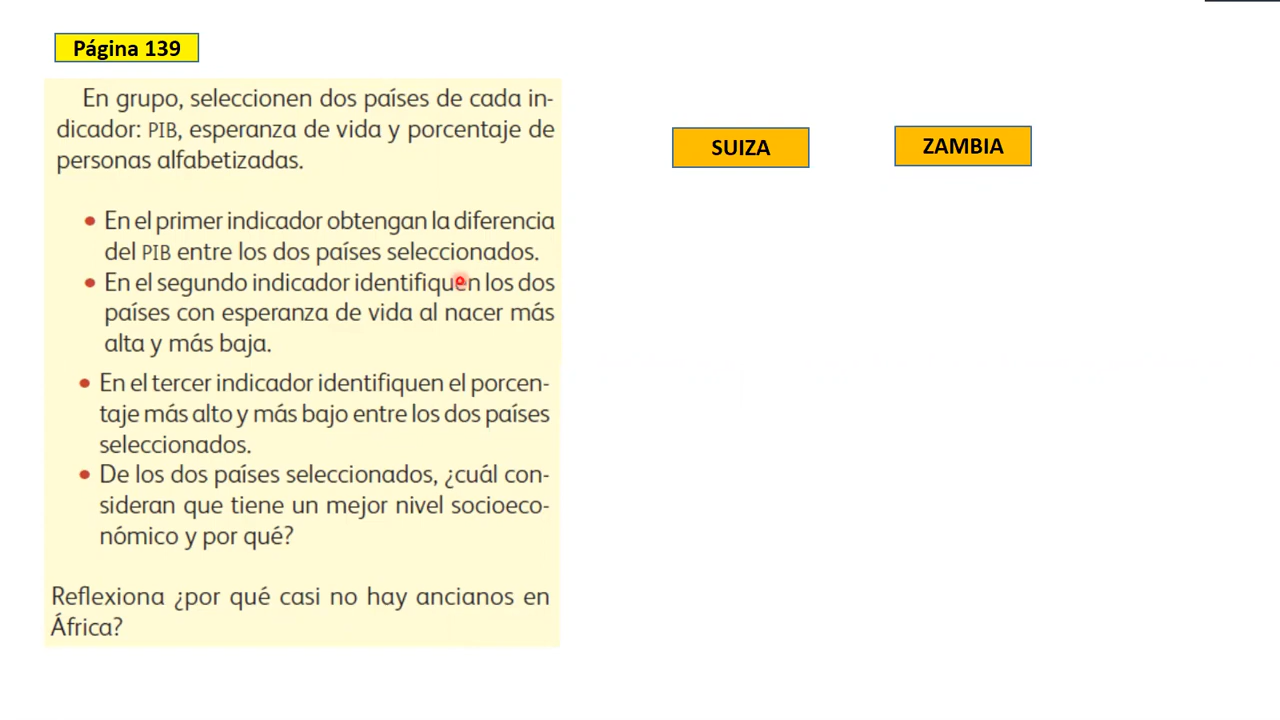 Página 139
En grupo, seleccionen dos países de cada in-
dicador: PIB, esperanza de vida y porcentaje de
personas alfabetizadas.
SUIZA
ZAMBIA
• En el primer indicador obtengan la diferencia
del PIB entre los dos países seleccionados.
• En el segundo indicador identifiquen los dos
países con esperanza de vida al nacer más
alta y más baja.
• En el tercer indicador identifiquen el porcen-
taje más alto y más bajo entre los dos países
seleccionados.
• De los dos países seleccionados, ¿cuál con-
sideran que tiene un mejor nivel socioeco-
nómico y por qué?
Reflexiona ¿por qué casi no hay ancianos en
África?